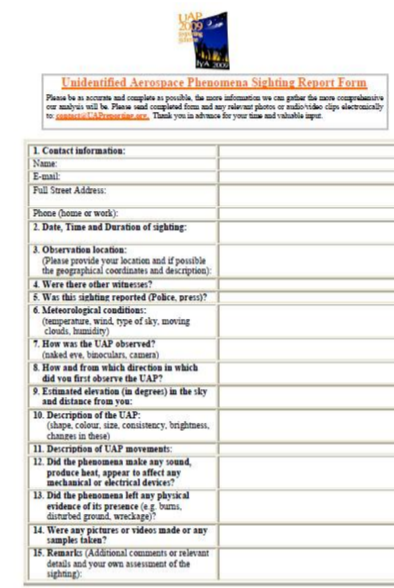 UAP
2009
IYA 2009
Unidentified Aerospace Phenomena Sighting Report Form
Please be as accurate and complete as possible, the more information we can gather the more comprehensive
our analysis will be. Please send completed form and any relevant photos or audio/video clips electronically
to: contact@UAPreporting.org. Thank you in advance for your time and valuable input.
1. Contact information:
Name:
E-mail:
Full Street Address:
Phone (home or work):
2. Date, Time and Duration of sighting:
3. Observation location:
(Please provide your location and if possible
the geographical coordinates and description):
4. Were there other witnesses?
5. Was this sighting reported (Police, press)?
6. Meteorological conditions:
(temperature, wind, type of sky, moving
clouds, humidity)
7. How was the UAP observed?
(naked eye, binoculars, camera)
8. How and from which direction in which
did you first observe the UAP?
9. Estimated elevation (in degrees) in the sky
and distance from you:
10. Description of the UAP:
(shape, colour, size, consistency, brightness,
changes in these)
11. Description of UAP movements:
12. Did the phenomena make any sound,
produce heat, appear to affect any
mechanical or electrical devices?
13. Did the phenomena left any physical
evidence of its presence (e.g. burns,
disturbed ground, wreckage)?
14. Were any pictures or videos made or any
samples taken?
15. Remarks (Additional comments or relevant
details and your own assessment of the
sighting):